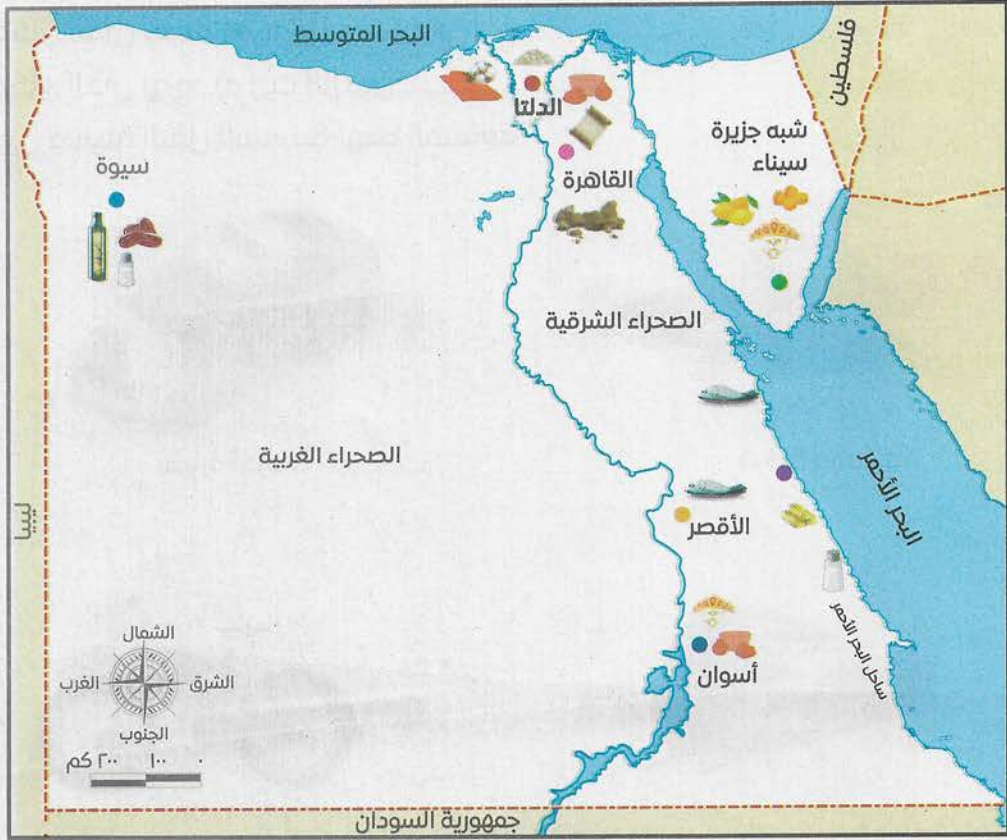 البحر المتوسط
فلسطين
الدلتا
شبه جزيرة
سيناء
سيوة
القاهرة
الصحراء الشرقية
الصحراء الغربية
ليبيا
البحر الأحمر
الأقصر
ساحل البحر الأحمر
أسوان
الشمال
الغرب
الشرق
الجنوب
٠ ١٠٠ ٢٠٠ كم
جمهورية السودان